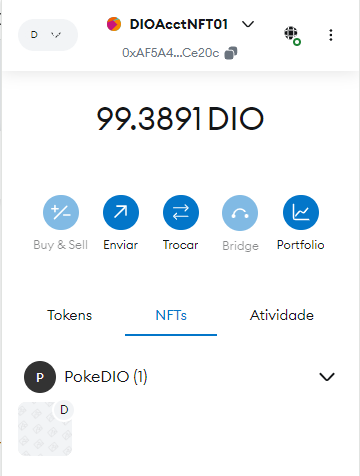 D
DIOAcctNFT01
0xAF5A4...Ce20c
99.3891 DIO
Buy & Sell Enviar Trocar Bridge Portfolio
Tokens NFTs Atividade
P PokeDIO (1)
D